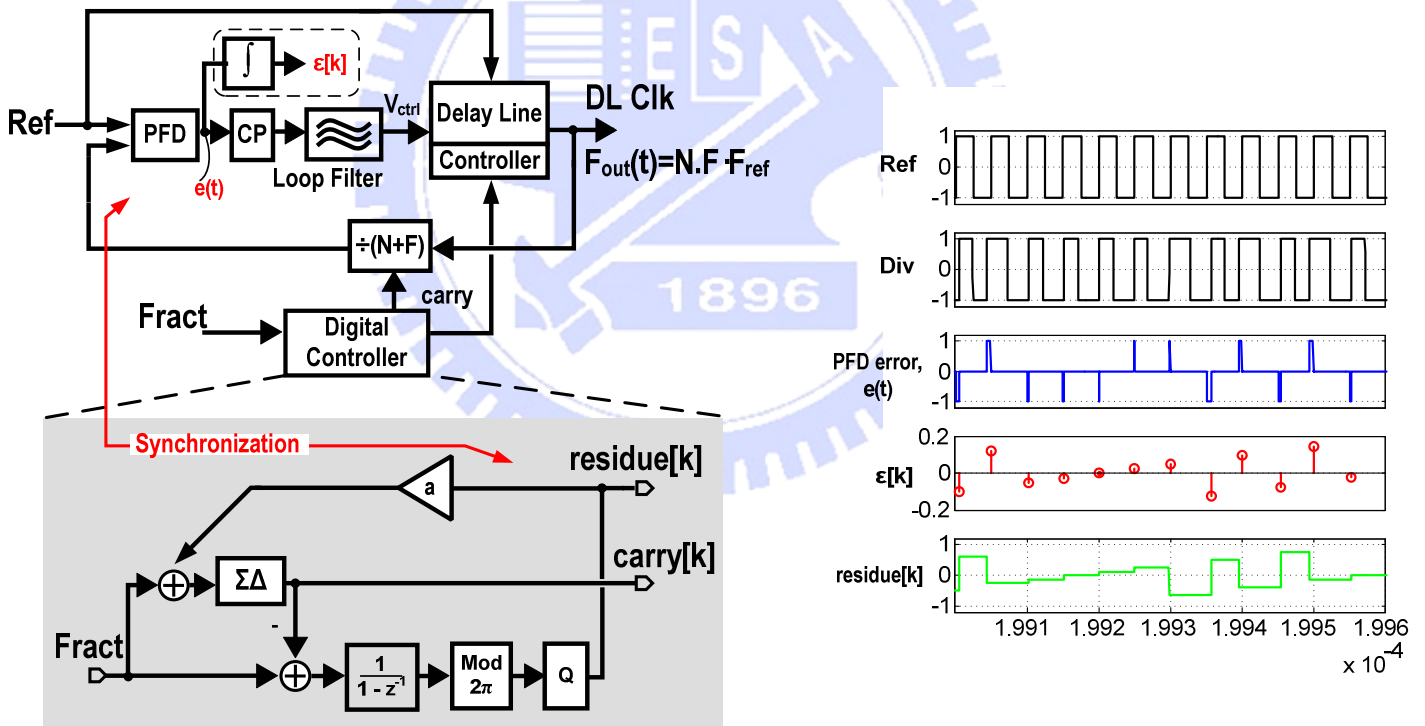 E S A
1896
∫
ε[k]
Ref
PFD
CP
Vctrl
Loop Filter
e(t)
Delay Line
Controller
DL Clk
Fout(t)=N.F·Fref
÷(N+F)
carry
Fract
Digital
Controller
Synchronization
a
residue[k]
ΣΔ
carry[k]
-
Fract
1
1 - z-1
Mod
2π
Q
Ref
1
0
-1
Div
1
0
-1
PFD error,
e(t)
1
0
-1
ε[k]
0.2
0
-0.2
residue[k]
1
0
-1
1.991 1.992 1.993 1.994 1.995 1.996
x 10-4